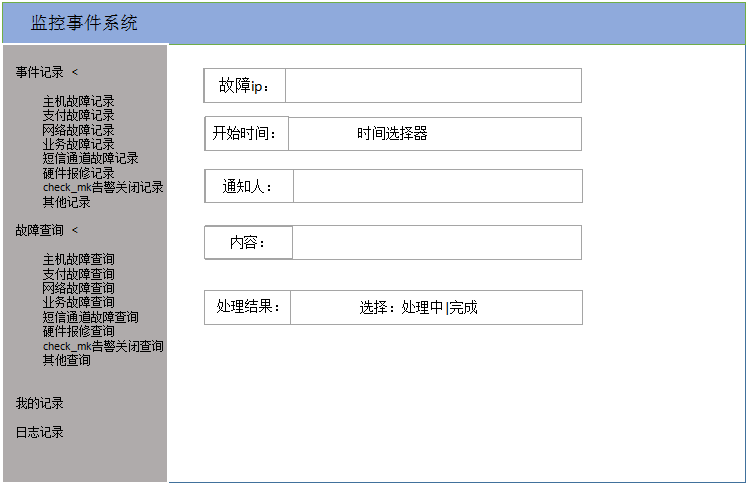 监控事件系统
事件记录 <
主机故障记录
支付故障记录
网络故障记录
业务故障记录
短信通道故障记录
硬件报修记录
check_mk告警关闭记录
其他记录
故障查询 <
主机故障查询
支付故障查询
网络故障查询
业务故障查询
短信通道故障查询
硬件报修查询
check_mk告警关闭查询
其他查询
我的记录
日志记录
故障ip：
开始时间： 时间选择器
通知人：
内容：
处理结果： 选择：处理中|完成